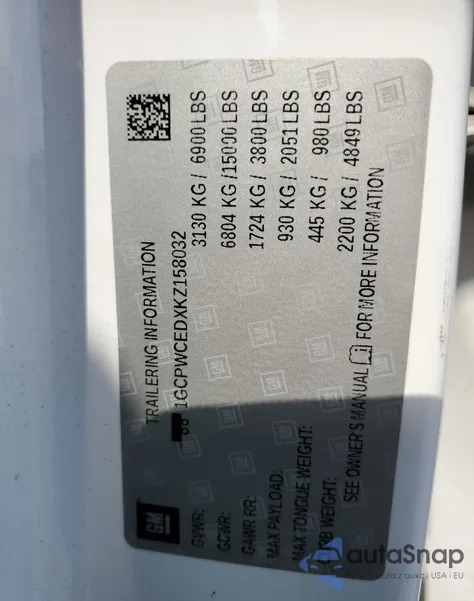 GM
TRAILERING INFORMATION
1GCPWCEDXKZ158032
GVWR: 3130 KG / 6900 LBS
GCWR: 6804 KG / 15000 LBS
GAWR RR: 1724 KG / 3800 LBS
MAX PAYLOAD: 930 KG / 2051 LBS
MAX TONGUE WEIGHT: 445 KG / 980 LBS
WEIGHT: 2200 KG / 4849 LBS
SEE OWNER'S MANUAL FOR MORE INFORMATION
autoSnap